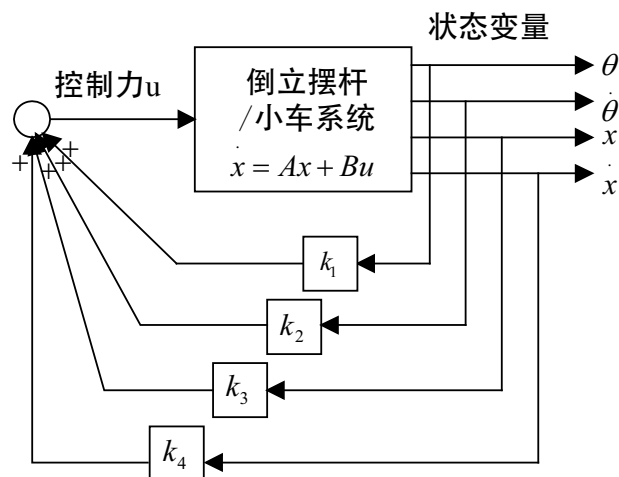 状态变量
θ
控制力u
倒立摆杆
θ̇
/小车系统
x
ẋ = Ax + Bu
ẋ
+ + + +
k₁
k₂
k₃
k₄